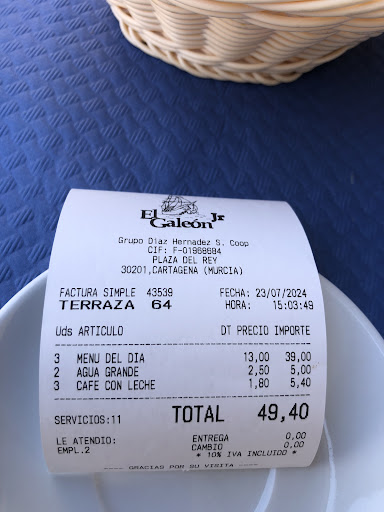 El Galeón Jr
Grupo Diaz Hernadez S. Coop
CIF: F-01968684
PLAZA DEL REY
30201,CARTAGENA (MURCIA)
FACTURA SIMPLE 43539 FECHA: 23/07/2024
TERRAZA 64 HORA: 15:03:49
Uds ARTICULO DT PRECIO IMPORTE
3 MENU DEL DIA 13,00 39,00
2 AGUA GRANDE 2,50 5,00
3 CAFE CON LECHE 1,80 5,40
SERVICIOS:11 TOTAL 49,40
LE ATENDIO: ENTREGA 0,00
EMPL.2 CAMBIO 0,00
* 10% IVA INCLUIDO *
---- GRACIAS POR SU VISITA ----